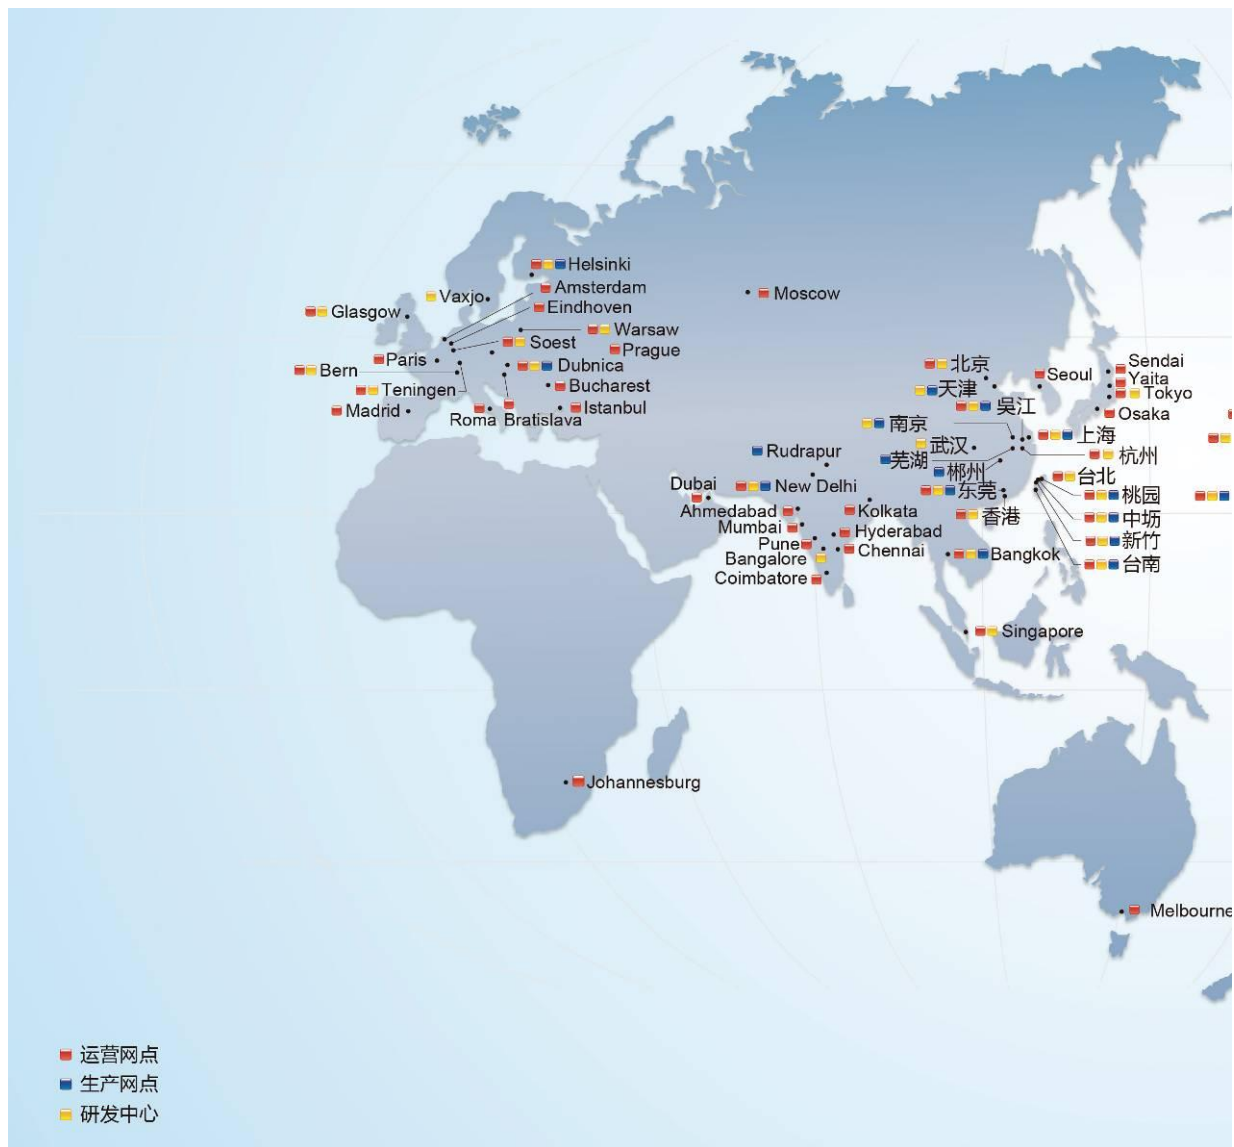 Helsinki
Amsterdam
Vaxjo
Eindhoven
Moscow
Glasgow
Warsaw
Soest
Prague
Paris
Dubnica
Bern
Bucharest
Teningen
Madrid
Roma
Bratislava
Istanbul
北京
Sendai
Seoul
Yaita
天津
Tokyo
吳江
Osaka
南京
上海
武汉
杭州
Rudrapur
芜湖
郴州
台北
Dubai
New Delhi
东莞
桃园
Ahmedabad
Kolkata
香港
中坜
Mumbai
Hyderabad
新竹
Pune
Chennai
Bangkok
Bangalore
台南
Coimbatore
Singapore
Johannesburg
Melbourne
运营网点
生产网点
研发中心